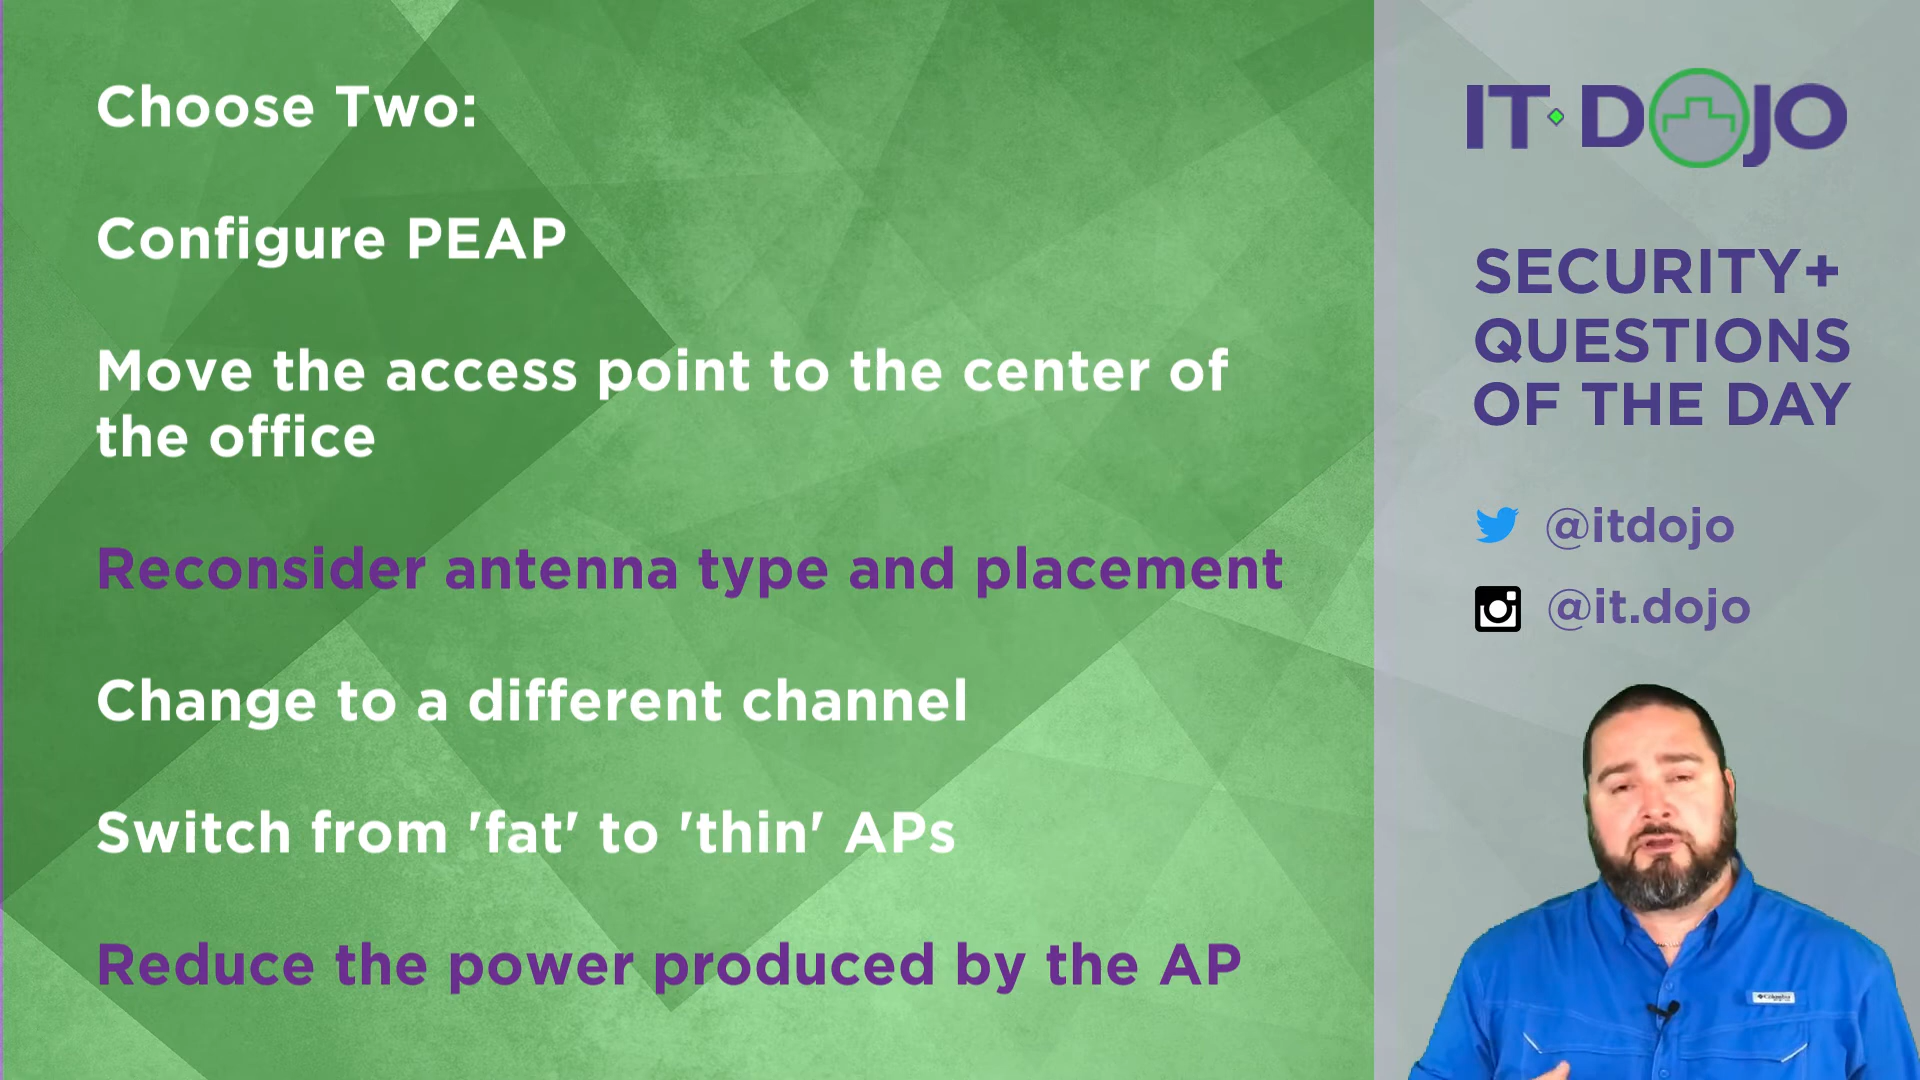 Choose Two:
Configure PEAP
Move the access point to the center of
the office
Reconsider antenna type and placement
Change to a different channel
Switch from 'fat' to 'thin' APs
Reduce the power produced by the AP
IT DOJO
SECURITY+
QUESTIONS
OF THE DAY
@itdojo
@it.dojo
Columbia